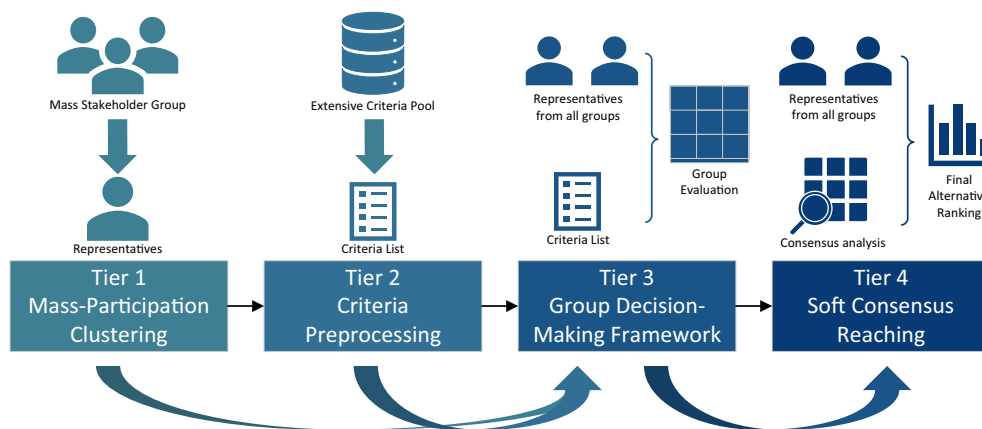 Mass Stakeholder Group
Representatives
Extensive Criteria Pool
Criteria List
Representatives
from all groups
Criteria List
Group
Evaluation
Representatives
from all groups
Consensus analysis
Final
Alternative
Ranking
Tier 1
Mass-Participation
Clustering
Tier 2
Criteria
Preprocessing
Tier 3
Group Decision-
Making Framework
Tier 4
Soft Consensus
Reaching